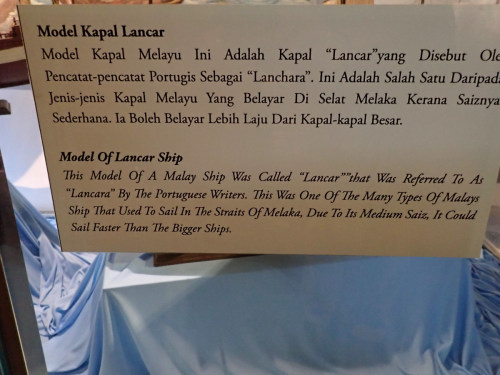 Model Kapal Lancar
Model Kapal Melayu Ini Adalah Kapal “Lancar”yang Disebut Ole
Pencatat-pencatat Portugis Sebagai “Lanchara”. Ini Adalah Salah Satu Daripada
Jenis-jenis Kapal Melayu Yang Belayar Di Selat Melaka Kerana Saiznya
Sederhana. Ia Boleh Belayar Lebih Laju Dari Kapal-kapal Besar.
Model Of Lancar Ship
This Model Of A Malay Ship Was Called “Lancar””that Was Referred To As
“Lancara” By The Portuguese Writers. This Was One Of The Many Types Of Malays
Ship That Used To Sail In The Straits Of Melaka, Due To Its Medium Saiz, It Could
Sail Faster Than The Bigger Ships.